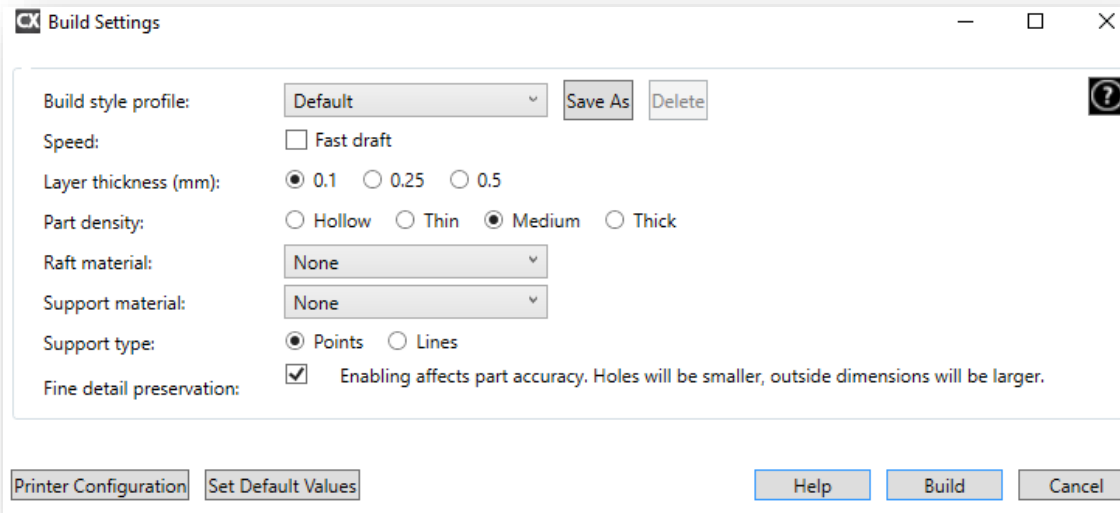 CX Build Settings
Build style profile: Default Save As Delete
Speed: Fast draft
Layer thickness (mm): 0.1 0.25 0.5
Part density: Hollow Thin Medium Thick
Raft material: None
Support material: None
Support type: Points Lines
Fine detail preservation: Enabling affects part accuracy. Holes will be smaller, outside dimensions will be larger.
Printer Configuration Set Default Values Help Build Cancel